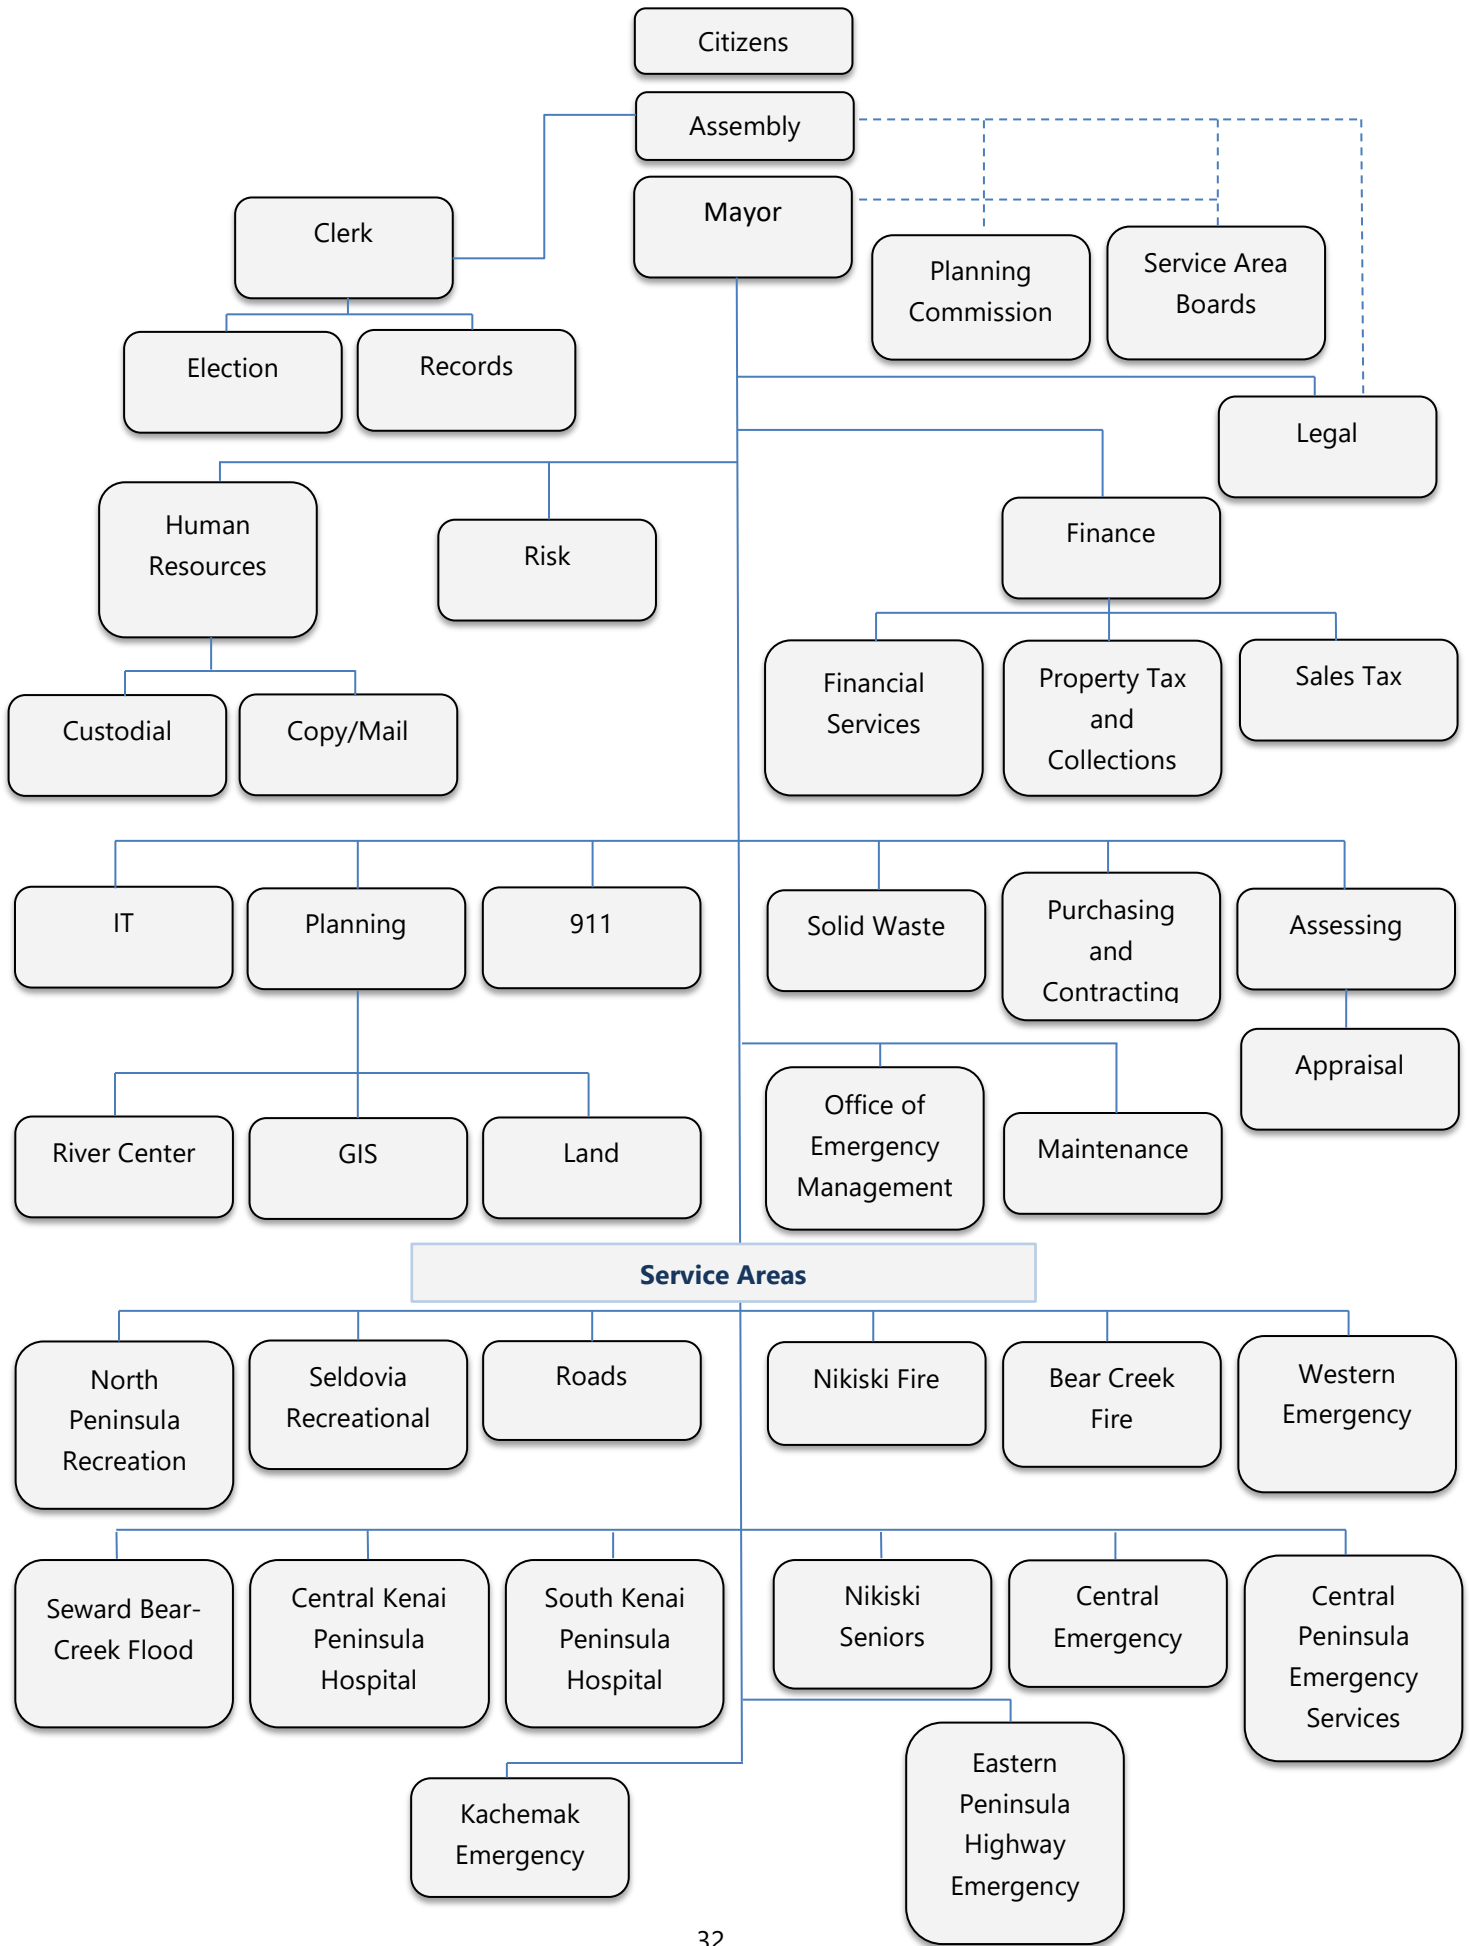 Citizens
Assembly
Mayor
Clerk
Planning
Commission
Service Area
Boards
Election
Records
Legal
Human
Resources
Risk
Finance
Custodial
Copy/Mail
Financial
Services
Property Tax
and
Collections
Sales Tax
IT
Planning
911
Solid Waste
Purchasing
and
Contracting
Assessing
Appraisal
River Center
GIS
Land
Office of
Emergency
Management
Maintenance
Service Areas
North
Peninsula
Recreation
Seldovia
Recreational
Roads
Nikiski Fire
Bear Creek
Fire
Western
Emergency
Seward Bear-
Creek Flood
Central Kenai
Peninsula
Hospital
South Kenai
Peninsula
Hospital
Nikiski
Seniors
Central
Emergency
Central
Peninsula
Emergency
Services
Kachemak
Emergency
Eastern
Peninsula
Highway
Emergency
32